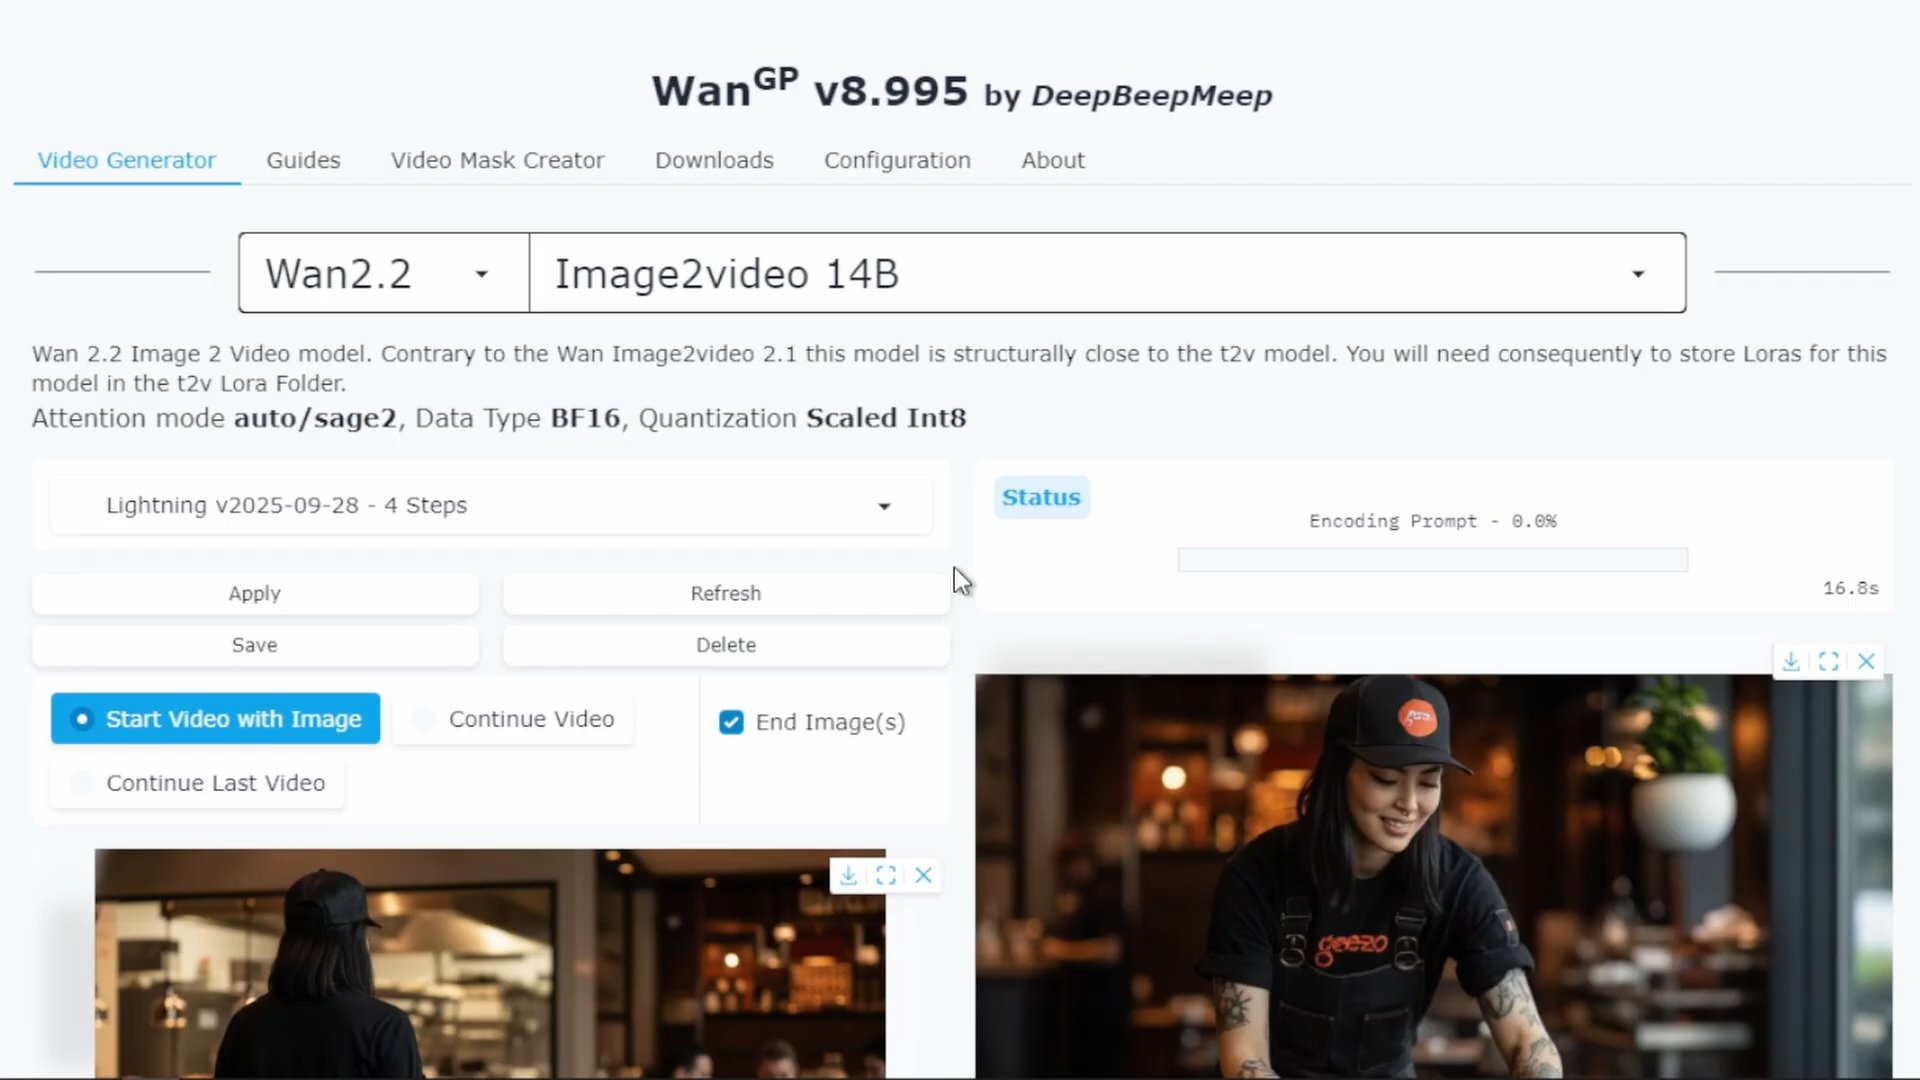 Wan GP v8.995 by DeepBeepMeep
Video Generator Guides Video Mask Creator Downloads Configuration About
Wan2.2 Image2video 14B
Wan 2.2 Image 2 Video model. Contrary to the Wan Image2video 2.1 this model is structurally close to the t2v model. You will need consequently to store Loras for this
model in the t2v Lora Folder.
Attention mode auto/sage2, Data Type BF16, Quantization Scaled Int8
Lightning v2025-09-28 - 4 Steps
Apply Refresh
Save Delete
Start Video with Image Continue Video
Continue Last Video
End Image(s)
Status
Encoding Prompt - 0.0%
16.8s